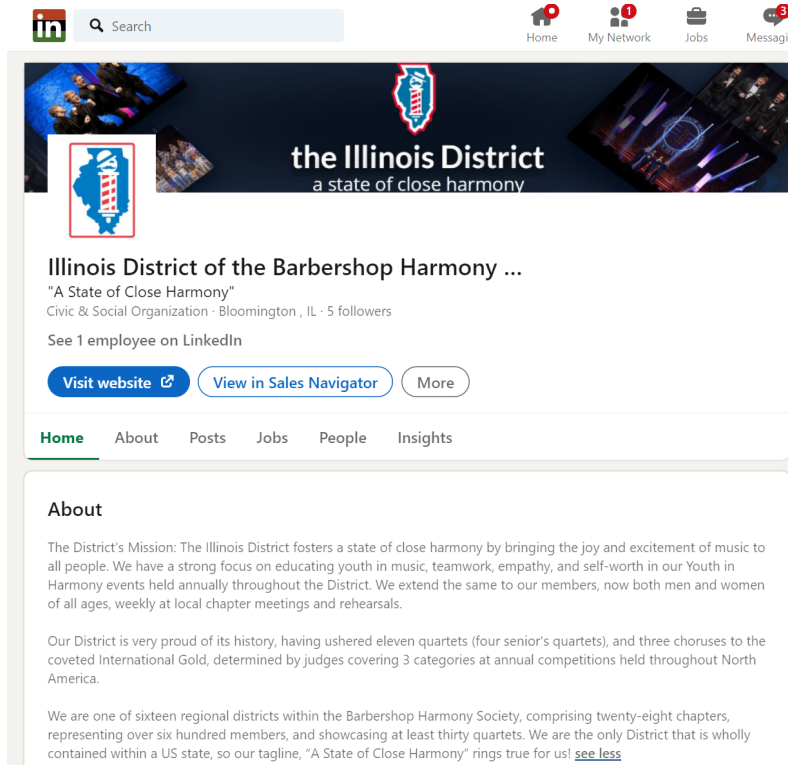 in
Search
Home
My Network
1
Jobs
Messagi
3
the Illinois District
a state of close harmony
Illinois District of the Barbershop Harmony ...
"A State of Close Harmony"
Civic & Social Organization · Bloomington , IL · 5 followers
See 1 employee on LinkedIn
Visit website
View in Sales Navigator
More
Home
About
Posts
Jobs
People
Insights
About
The District's Mission: The Illinois District fosters a state of close harmony by bringing the joy and excitement of music to
all people. We have a strong focus on educating youth in music, teamwork, empathy, and self-worth in our Youth in
Harmony events held annually throughout the District. We extend the same to our members, now both men and women
of all ages, weekly at local chapter meetings and rehearsals.
Our District is very proud of its history, having ushered eleven quartets (four senior's quartets), and three choruses to the
coveted International Gold, determined by judges covering 3 categories at annual competitions held throughout North
America.
We are one of sixteen regional districts within the Barbershop Harmony Society, comprising twenty-eight chapters,
representing over six hundred members, and showcasing at least thirty quartets. We are the only District that is wholly
contained within a US state, so our tagline, “A State of Close Harmony” rings true for us! see less